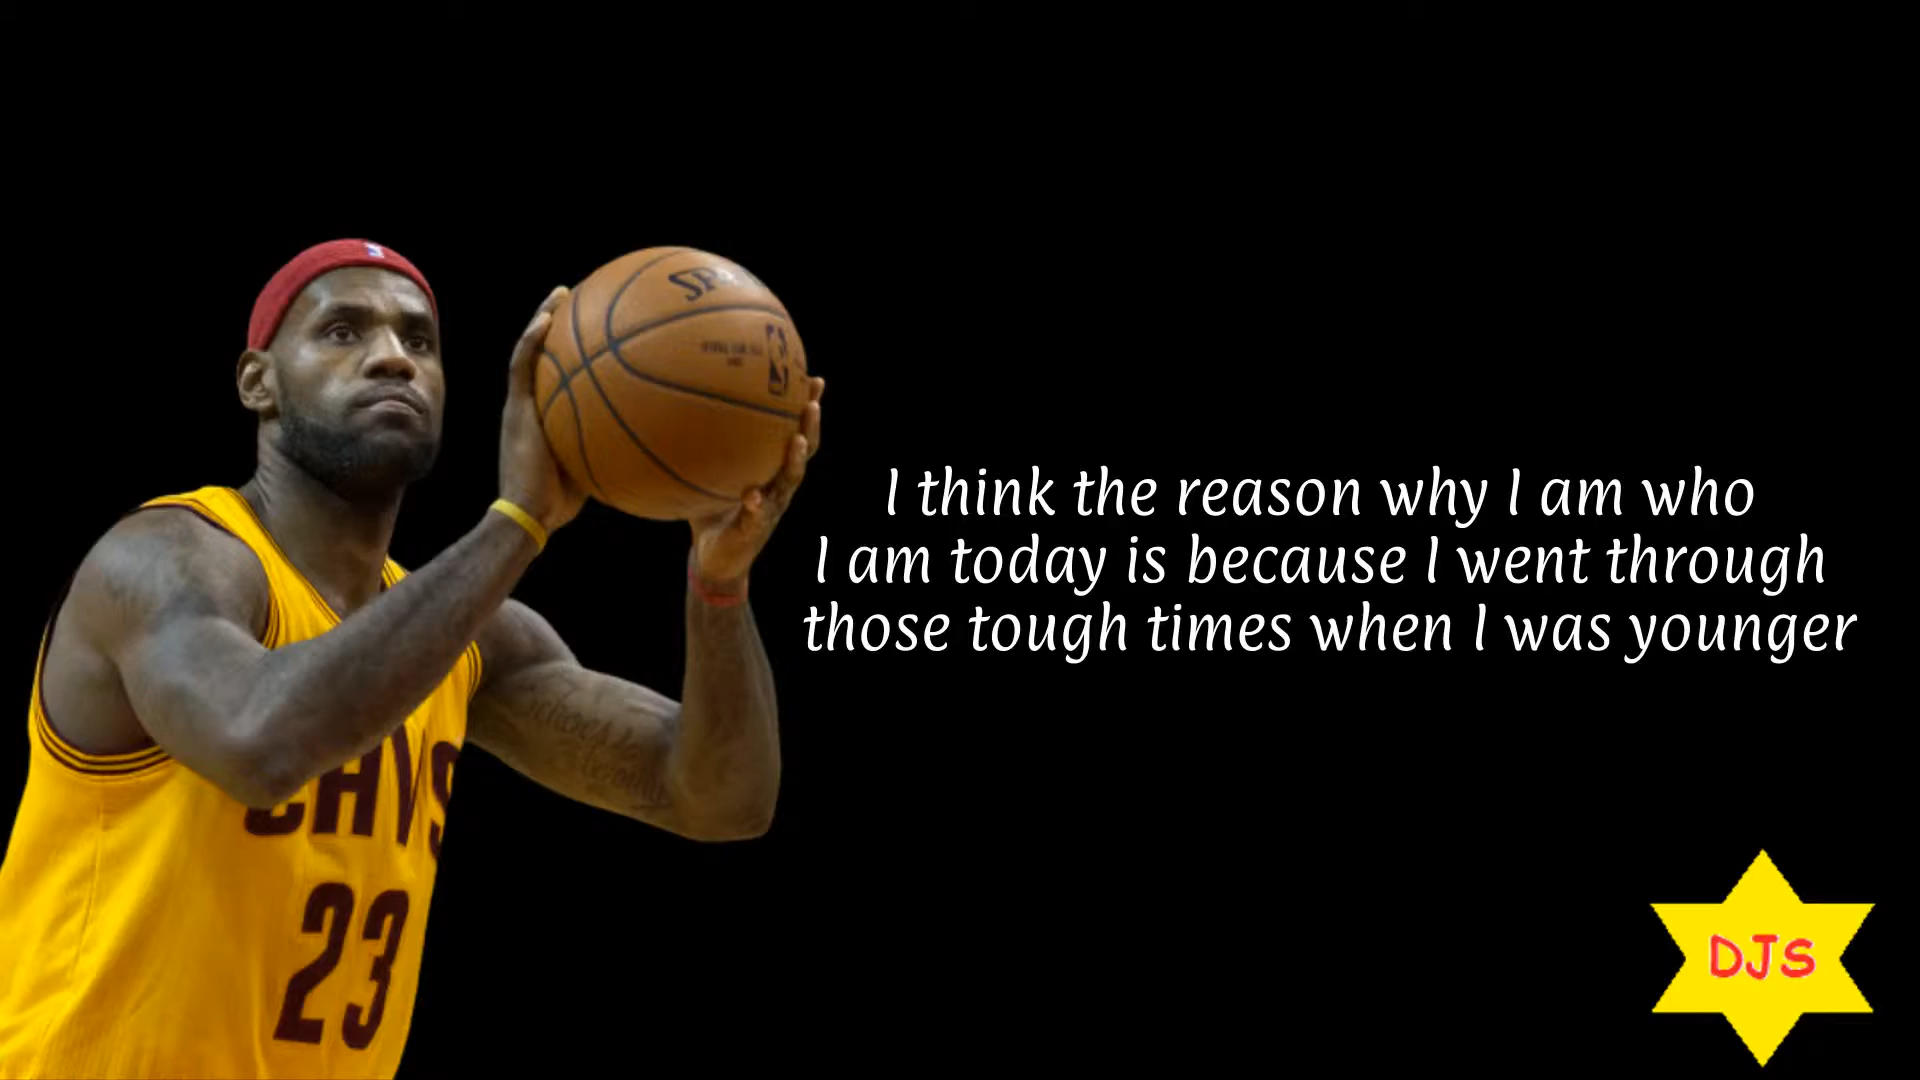 I think the reason why I am who
I am today is because I went through
those tough times when I was younger
CAVS
23
DJS